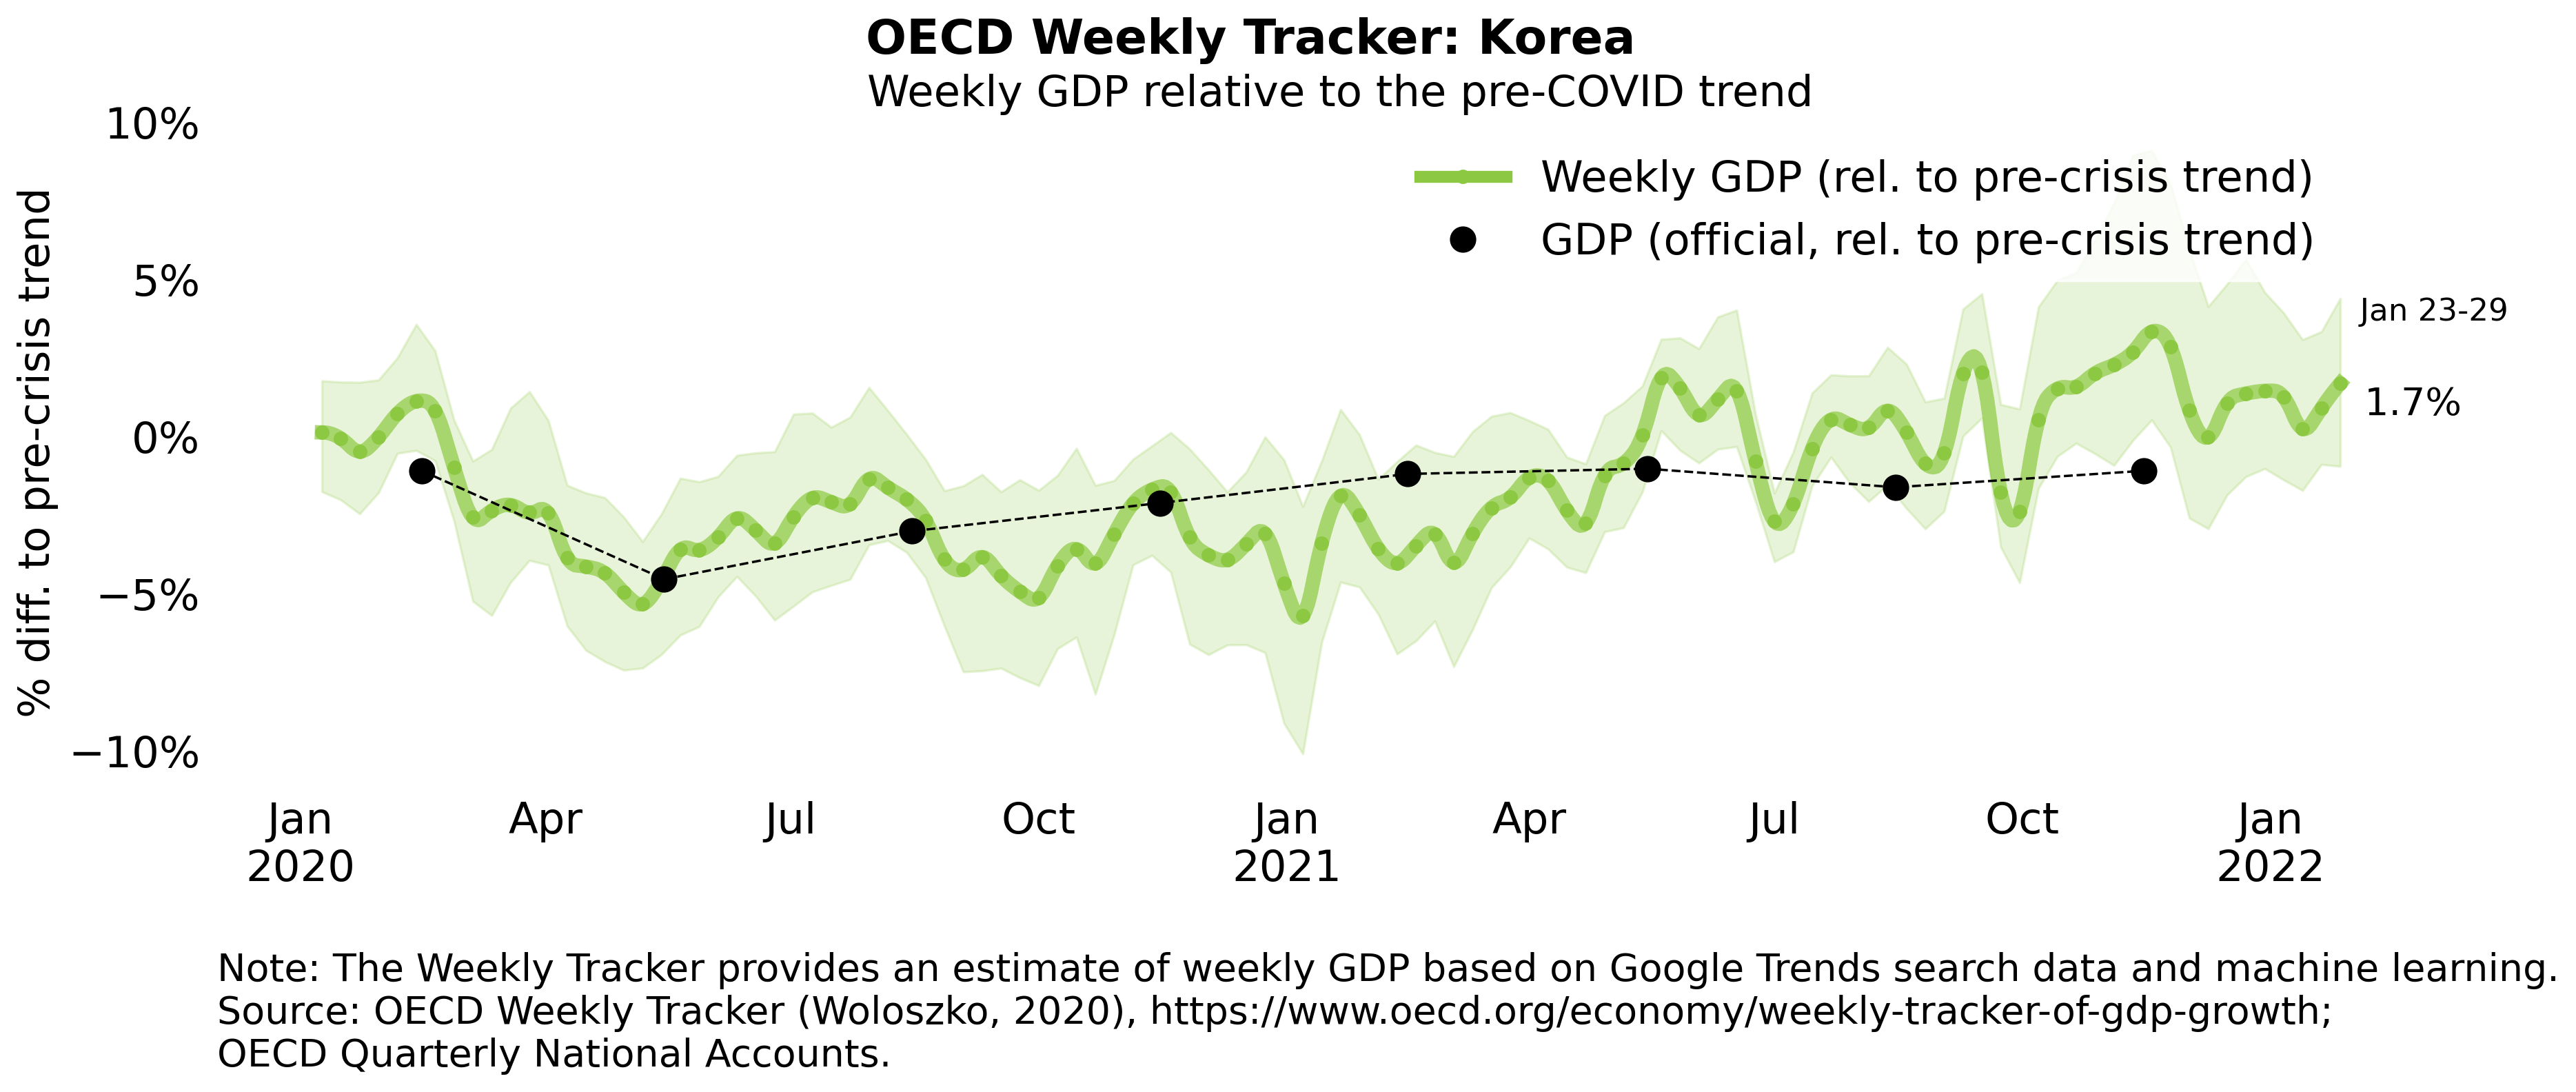 OECD Weekly Tracker: Korea
Weekly GDP relative to the pre-COVID trend
% diff. to pre-crisis trend
10%
5%
0%
−5%
−10%
Weekly GDP (rel. to pre-crisis trend)
GDP (official, rel. to pre-crisis trend)
Jan 23-29
1.7%
Jan Apr Jul Oct Jan Apr Jul Oct Jan
2020 2021 2022
Note: The Weekly Tracker provides an estimate of weekly GDP based on Google Trends search data and machine learning.
Source: OECD Weekly Tracker (Woloszko, 2020), https://www.oecd.org/economy/weekly-tracker-of-gdp-growth;
OECD Quarterly National Accounts.